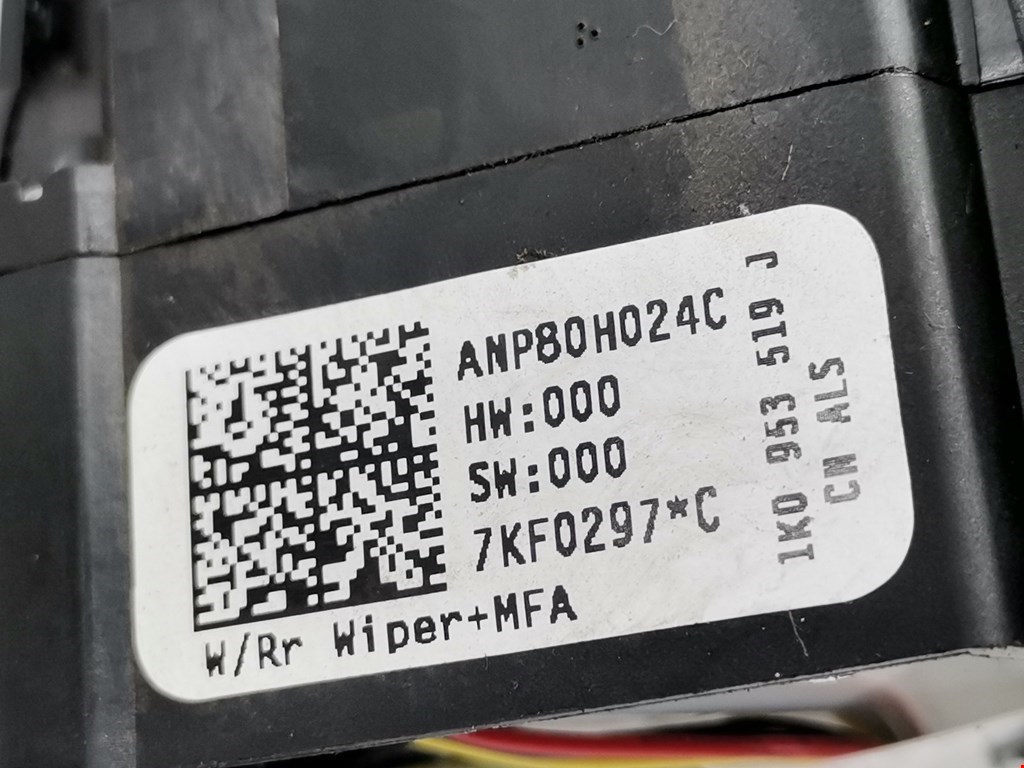 ANP80H024C
HW:000
SW:000
7KF0297*C
W/Rr Wiper+MFA
1K0 953 519 J
CN ALS